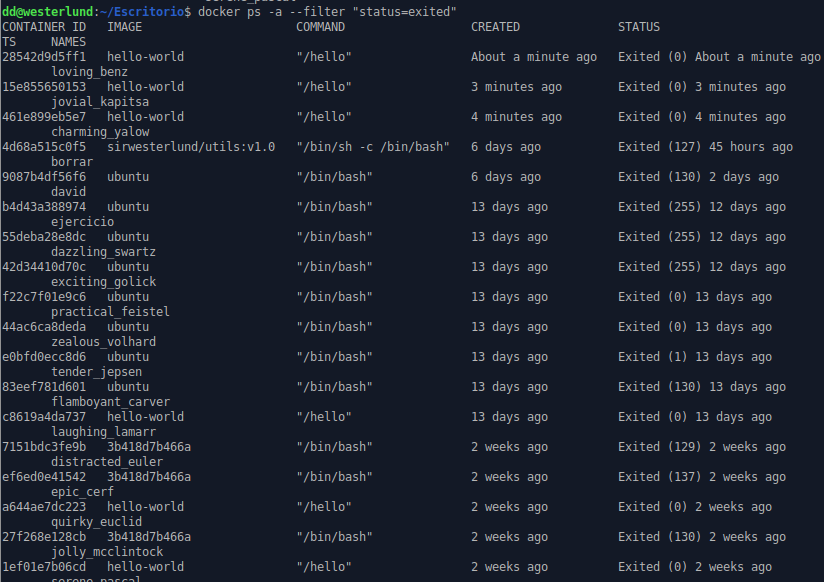 dd@westerlund:~/Escritorio$ docker ps -a --filter "status=exited"
CONTAINER ID   IMAGE                      COMMAND                  CREATED              STATUS
TS     NAMES
28542d9d5ff1   hello-world                "/hello"                 About a minute ago   Exited (0) About a minute ago
       loving_benz
15e855650153   hello-world                "/hello"                 3 minutes ago        Exited (0) 3 minutes ago
       jovial_kapitsa
461e899eb5e7   hello-world                "/hello"                 4 minutes ago        Exited (0) 4 minutes ago
       charming_yalow
4d68a515c0f5   sirwesterlund/utils:v1.0   "/bin/sh -c /bin/bash"   6 days ago           Exited (127) 45 hours ago
       borrar
9087b4df56f6   ubuntu                     "/bin/bash"              6 days ago           Exited (130) 2 days ago
       david
b4d43a388974   ubuntu                     "/bin/bash"              13 days ago          Exited (255) 12 days ago
       ejercicio
55deba28e8dc   ubuntu                     "/bin/bash"              13 days ago          Exited (255) 12 days ago
       dazzling_swartz
42d34410d70c   ubuntu                     "/bin/bash"              13 days ago          Exited (255) 12 days ago
       exciting_golick
f22c7f01e9c6   ubuntu                     "/bin/bash"              13 days ago          Exited (0) 13 days ago
       practical_feistel
44ac6ca8deda   ubuntu                     "/bin/bash"              13 days ago          Exited (0) 13 days ago
       zealous_volhard
e0bfd0ecc8d6   ubuntu                     "/bin/bash"              13 days ago          Exited (1) 13 days ago
       tender_jepsen
83eef781d601   ubuntu                     "/bin/bash"              13 days ago          Exited (130) 13 days ago
       flamboyant_carver
c8619a4da737   hello-world                "/hello"                 13 days ago          Exited (0) 13 days ago
       laughing_lamarr
7151bdc3fe9b   3b418d7b466a               "/bin/bash"              2 weeks ago          Exited (129) 2 weeks ago
       distracted_euler
ef6ed0e41542   3b418d7b466a               "/bin/bash"              2 weeks ago          Exited (137) 2 weeks ago
       epic_cerf
a644ae7dc223   hello-world                "/hello"                 2 weeks ago          Exited (0) 2 weeks ago
       quirky_euclid
27f268e128cb   3b418d7b466a               "/bin/bash"              2 weeks ago          Exited (130) 2 weeks ago
       jolly_mcclintock
1ef01e7b06cd   hello-world                "/hello"                 2 weeks ago          Exited (0) 2 weeks ago
       serene_pascal